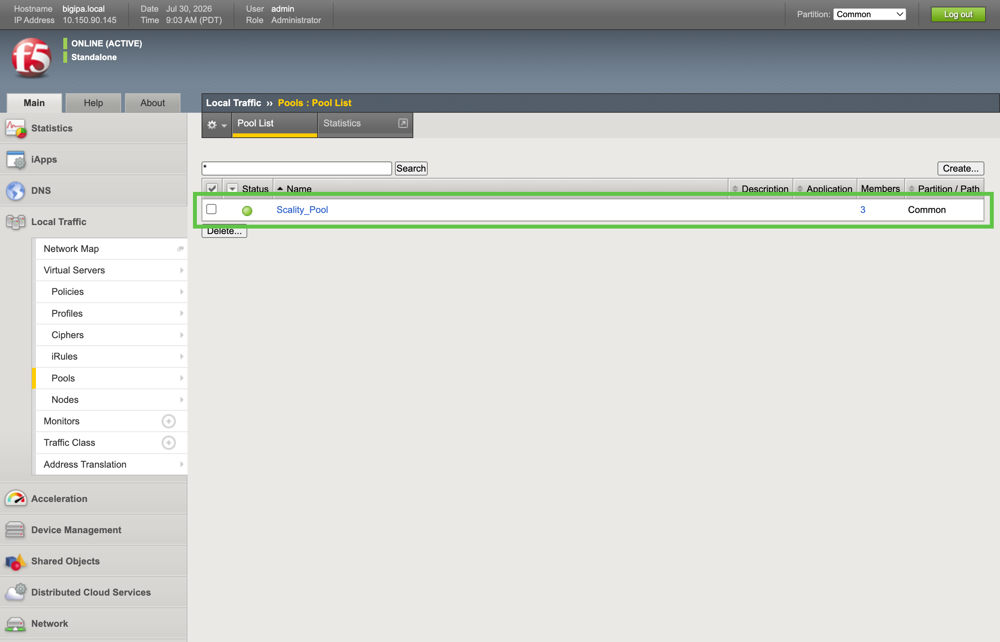 Hostname bigipa.local Date Jul 30, 2026 User admin
IP Address 10.150.90.145 Time 9:03 AM (PDT) Role Administrator
Partition: Common Log out
f5
ONLINE (ACTIVE)
Standalone
Main Help About
Local Traffic ›› Pools : Pool List
Pool List Statistics
* Search Create...
Status Name Description Application Members Partition / Path
Scality_Pool 3 Common
Delete...
Statistics
iApps
DNS
Local Traffic
Network Map
Virtual Servers
Policies
Profiles
Ciphers
iRules
Pools
Nodes
Monitors
Traffic Class
Address Translation
Acceleration
Device Management
Shared Objects
Distributed Cloud Services
Network